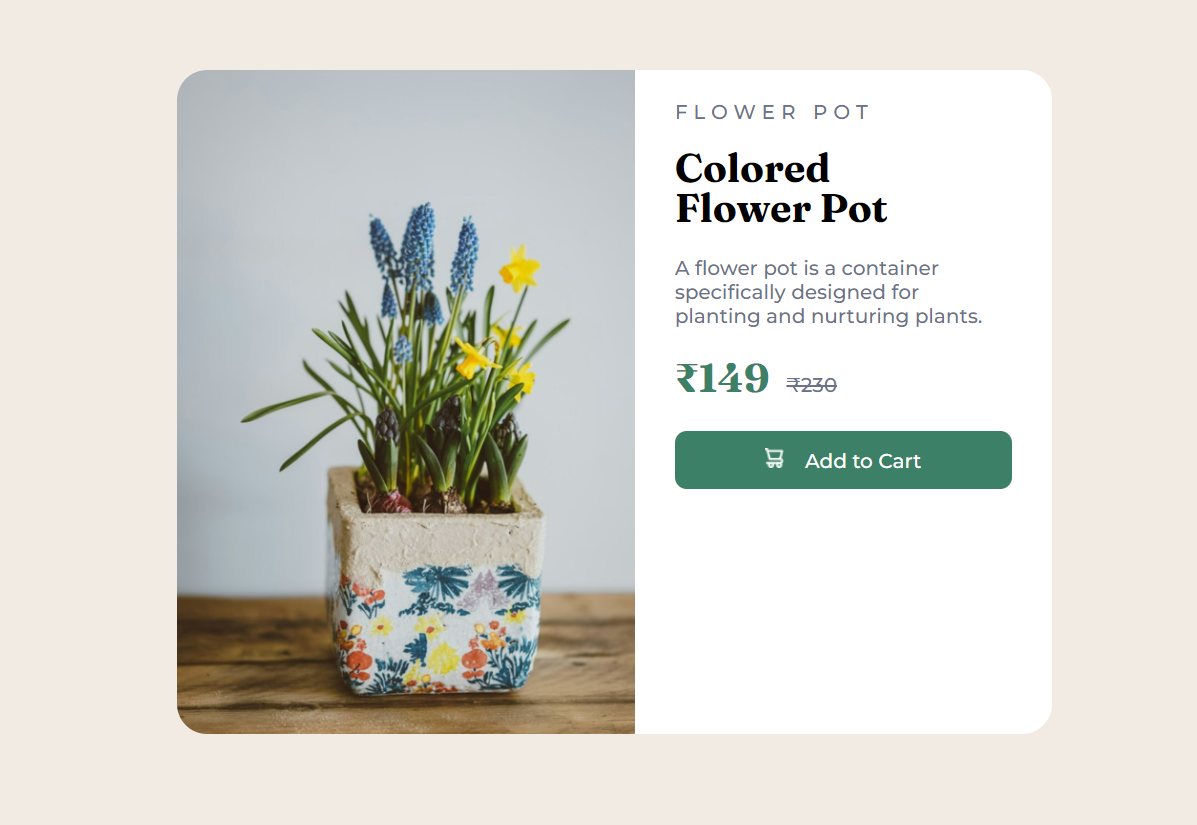 FLOWER POT
Colored
Flower Pot
A flower pot is a container
specifically designed for
planting and nurturing plants.
₹149 ₹230
Add to Cart